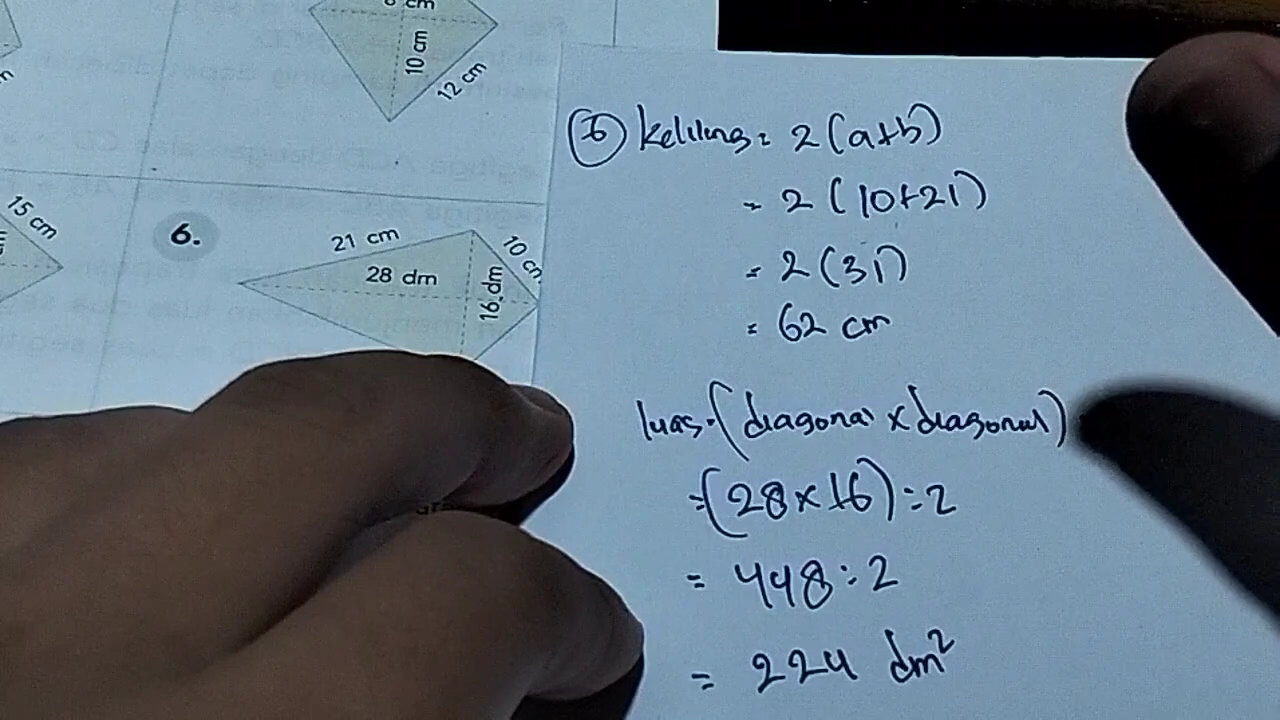 cm
10 cm
12 cm
15 cm
6.
21 cm
10 cm
28 dm
16 dm
6 Keliling = 2 (a+b)
= 2 (10+21)
= 2 (31)
= 62 cm
luas = (diagonal x diagonal)
= (28 x 16) : 2
= 448 : 2
= 224 dm²